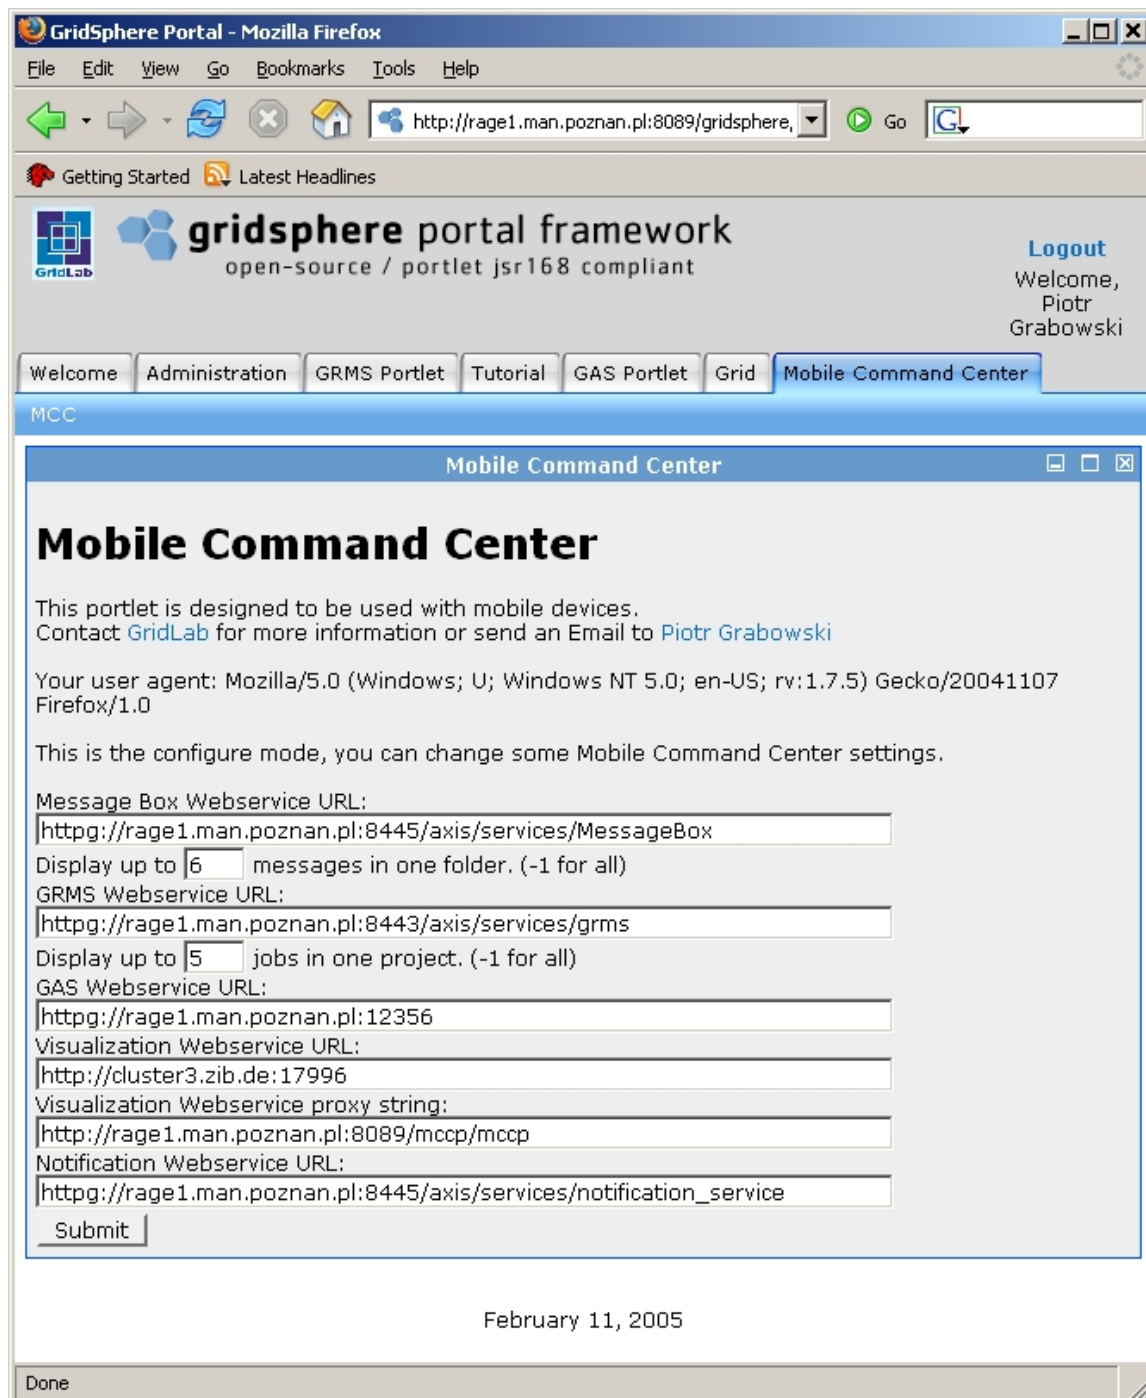 GridSphere Portal - Mozilla Firefox
File Edit View Go Bookmarks Tools Help
http://rage1.man.poznan.pl:8089/gridsphere, Go G
Getting Started Latest Headlines
GridLab
gridsphere portal framework
open-source / portlet jsr168 compliant
Logout
Welcome,
Piotr
Grabowski
Welcome Administration GRMS Portlet Tutorial GAS Portlet Grid Mobile Command Center
MCC
Mobile Command Center
Mobile Command Center
This portlet is designed to be used with mobile devices.
Contact GridLab for more information or send an Email to Piotr Grabowski
Your user agent: Mozilla/5.0 (Windows; U; Windows NT 5.0; en-US; rv:1.7.5) Gecko/20041107
Firefox/1.0
This is the configure mode, you can change some Mobile Command Center settings.
Message Box Webservice URL:
httpg://rage1.man.poznan.pl:8445/axis/services/MessageBox
Display up to 6 messages in one folder. (-1 for all)
GRMS Webservice URL:
httpg://rage1.man.poznan.pl:8443/axis/services/grms
Display up to 5 jobs in one project. (-1 for all)
GAS Webservice URL:
httpg://rage1.man.poznan.pl:12356
Visualization Webservice URL:
http://cluster3.zib.de:17996
Visualization Webservice proxy string:
http://rage1.man.poznan.pl:8089/mccp/mccp
Notification Webservice URL:
httpg://rage1.man.poznan.pl:8445/axis/services/notification_service
Submit
February 11, 2005
Done